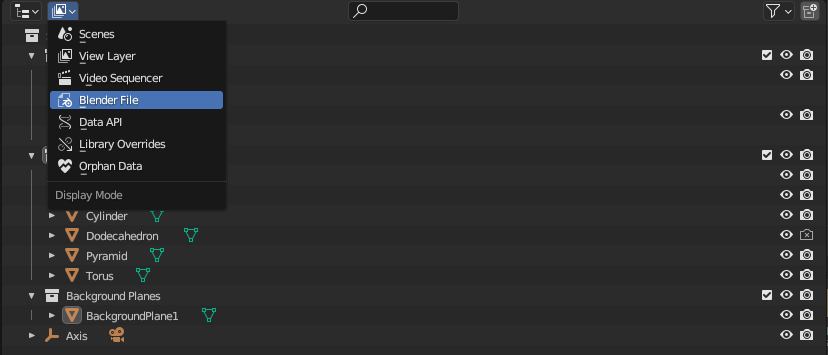 Scenes
View Layer
Video Sequencer
Blender File
Data API
Library Overrides
Orphan Data
Display Mode
Cylinder
Dodecahedron
Pyramid
Torus
Background Planes
BackgroundPlane1
Axis